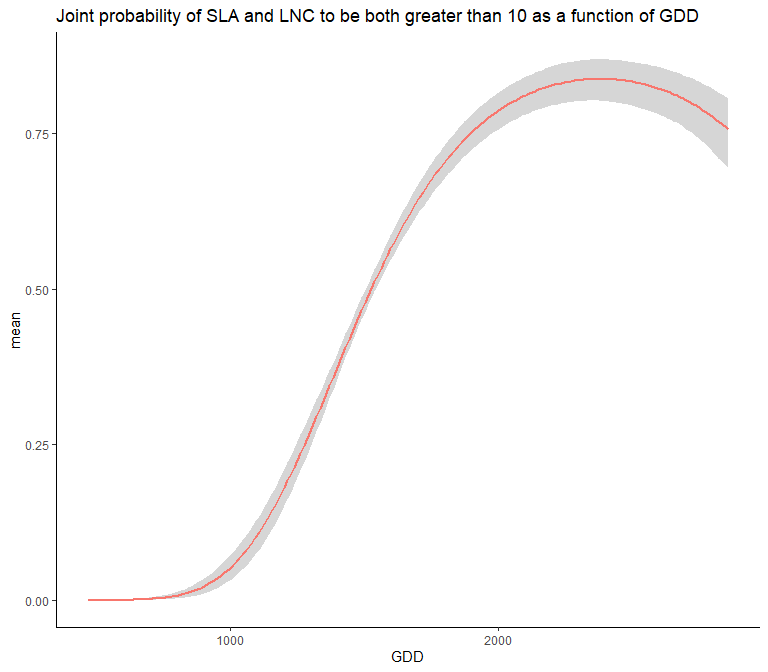 Joint probability of SLA and LNC to be both greater than 10 as a function of GDD
0.75
0.50
0.25
0.00
mean
1000 2000
GDD